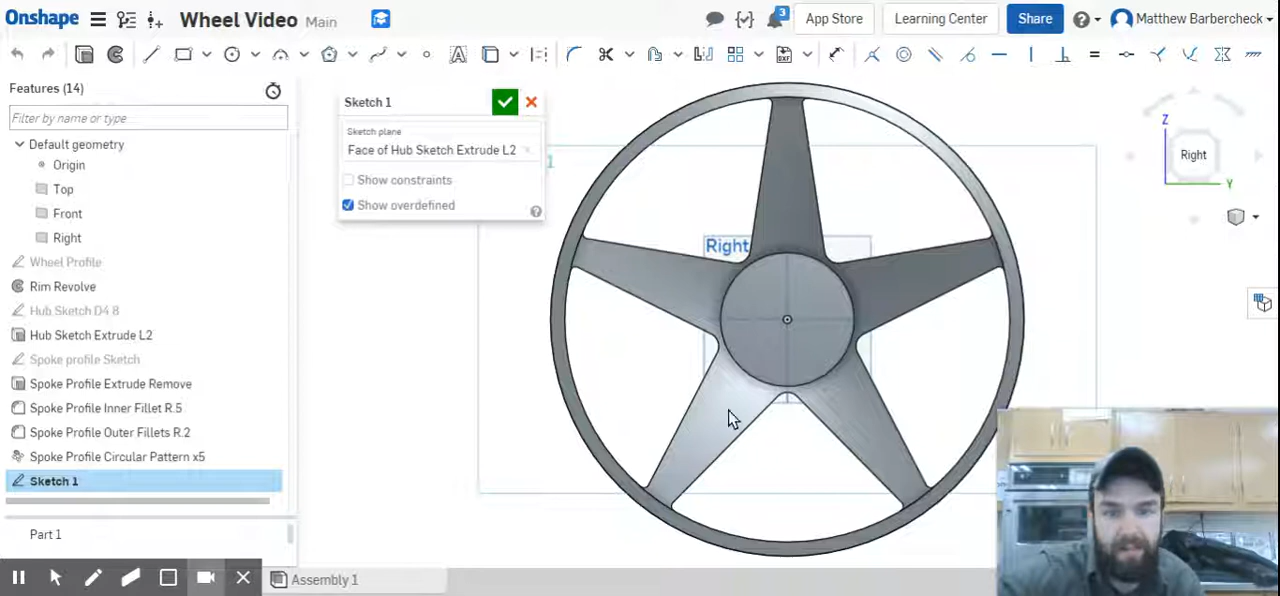 Onshape Wheel Video Main
3 App Store Learning Center Share Matthew Barbercheck
Features (14)
Filter by name or type...
Default geometry
Origin
Top
Front
Right
Wheel Profile
Rim Revolve
Hub Sketch D4 8
Hub Sketch Extrude L2
Spoke profile Sketch
Spoke Profile Extrude Remove
Spoke Profile Inner Fillet R.5
Spoke Profile Outer Fillets R.2
Spoke Profile Circular Pattern x5
Sketch 1
Part 1
Assembly 1
Sketch 1
Sketch plane
Face of Hub Sketch Extrude L2
Show constraints
Show overdefined
1
Right
Z
Right
Y